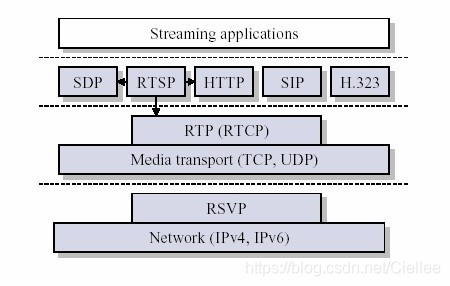 Streaming applications
SDP RTSP HTTP SIP H.323
RTP (RTCP)
Media transport (TCP, UDP)
RSVP
Network (IPv4, IPv6)
https://blog.csdn.net/Ciellee